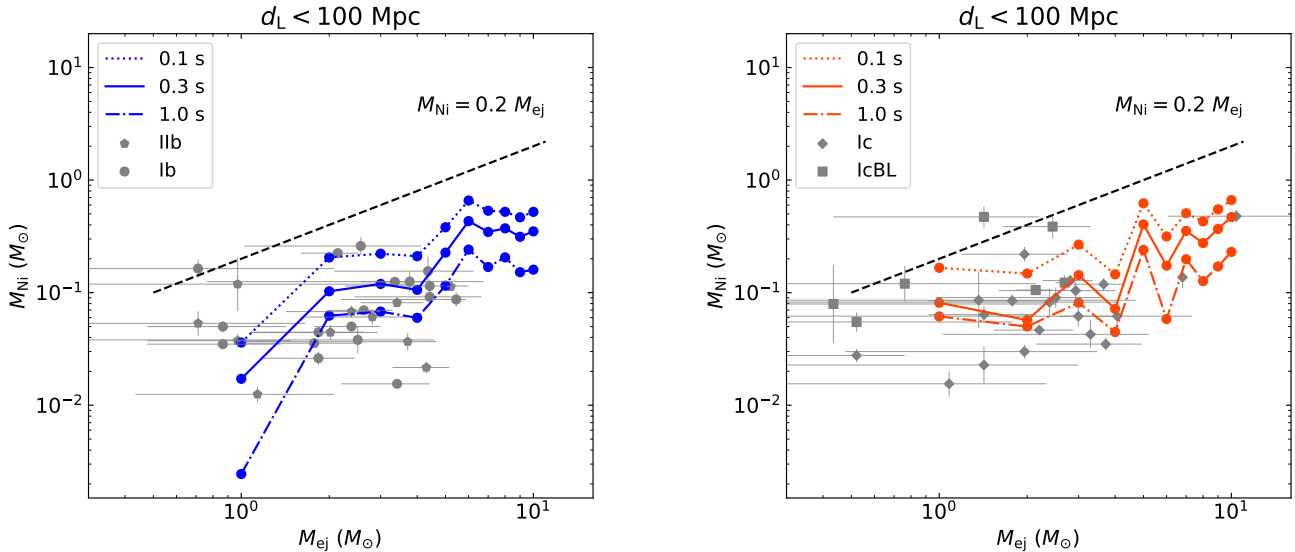 d_L < 100 Mpc
10^1
10^0
10^-1
10^-2
M_Ni (M_⊙)
0.1 s
0.3 s
1.0 s
IIb
Ib
M_Ni = 0.2 M_ej
10^0
10^1
M_ej (M_⊙)
d_L < 100 Mpc
10^1
10^0
10^-1
10^-2
M_Ni (M_⊙)
0.1 s
0.3 s
1.0 s
Ic
IcBL
M_Ni = 0.2 M_ej
10^0
10^1
M_ej (M_⊙)